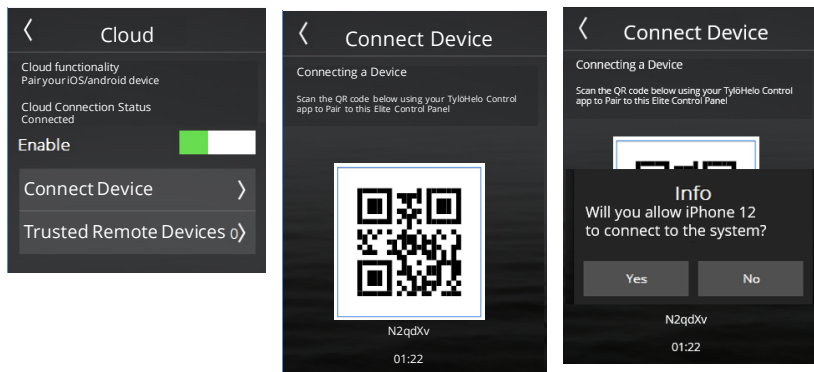 Cloud
Cloud functionality
Pair your iOS/android device
Cloud Connection Status
Connected
Enable
Connect Device
Trusted Remote Devices 0
Connect Device
Connecting a Device
Scan the QR code below using your TylöHelo Control
app to Pair to this Elite Control Panel
N2qdXv
01:22
Connect Device
Connecting a Device
Scan the QR code below using your TylöHelo Control
app to Pair to this Elite Control Panel
Info
Will you allow iPhone 12
to connect to the system?
Yes
No
N2qdXv
01:22